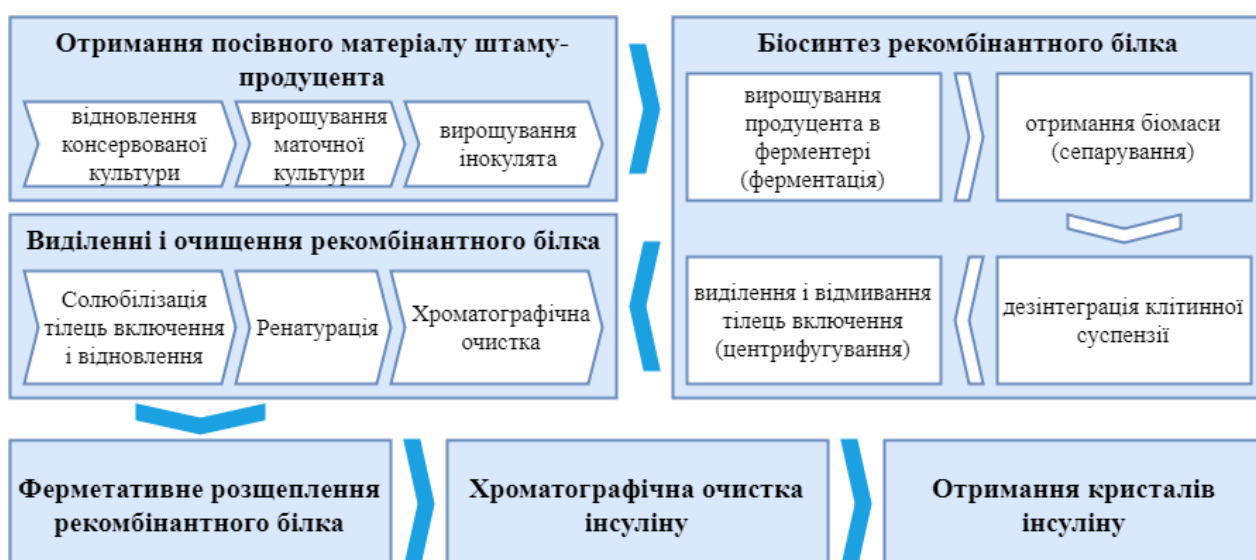 Отримання посівного матеріалу штаму-
продуцента
відновлення
консервованої
культури
вирощування
маточної
культури
вирощування
інокулята
Біосинтез рекомбінантного білка
вирощування
продуцента в
ферментері
(ферментація)
отримання біомаси
(сепарування)
дезінтеграція клітинної
суспензії
виділення і відмивання
тілець включення
(центрифугування)
Виділенні і очищення рекомбінантного білка
Солюбілізація
тілець включення
і відновлення
Ренатурація
Хроматографічна
очистка
Ферметативне розщеплення
рекомбінантного білка
Хроматографічна очистка
інсуліну
Отримання кристалів
інсуліну